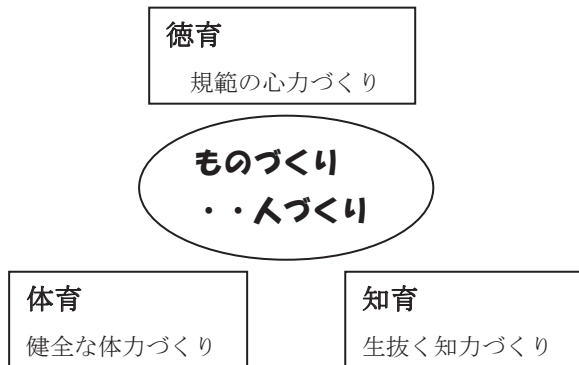 徳育
規範の心力づくり
ものづくり
・・人づくり
体育
健全な体力づくり
知育
生抜く知力づくり